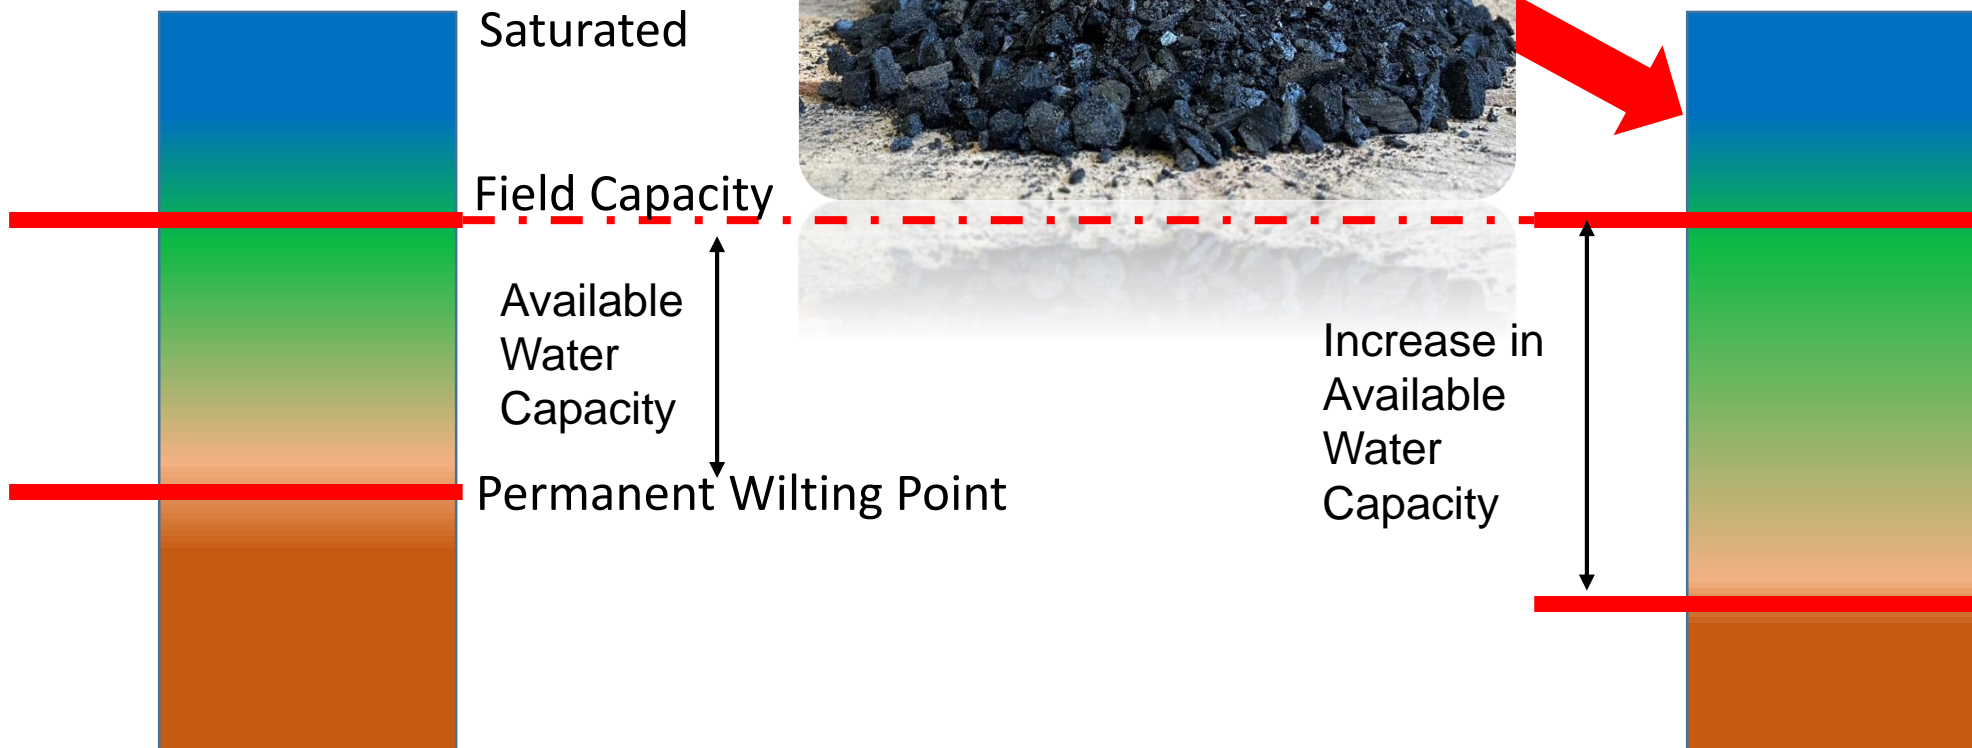 Saturated
Field Capacity
Available
Water
Capacity
Permanent Wilting Point
Increase in
Available
Water
Capacity